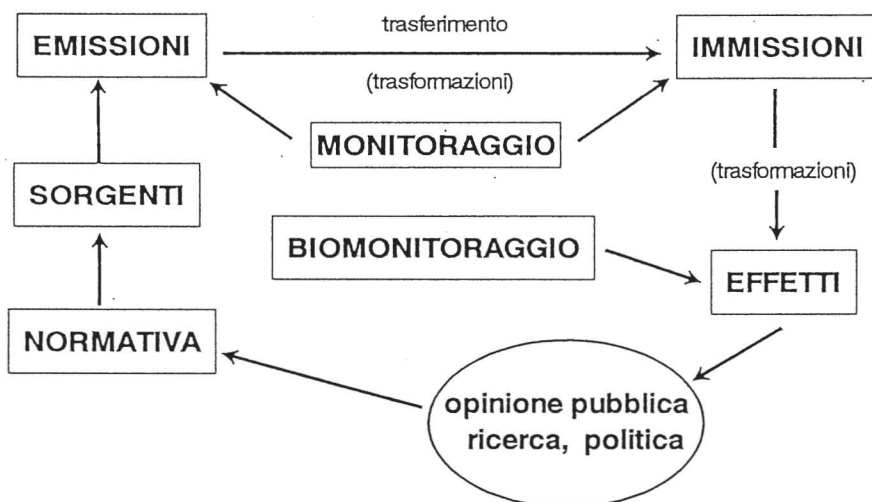 trasferimento
EMISSIONI
IMMISSIONI
(trasformazioni)
MONITORAGGIO
(trasformazioni)
SORGENTI
BIOMONITORAGGIO
EFFETTI
NORMATIVA
opinione pubblica
ricerca, politica